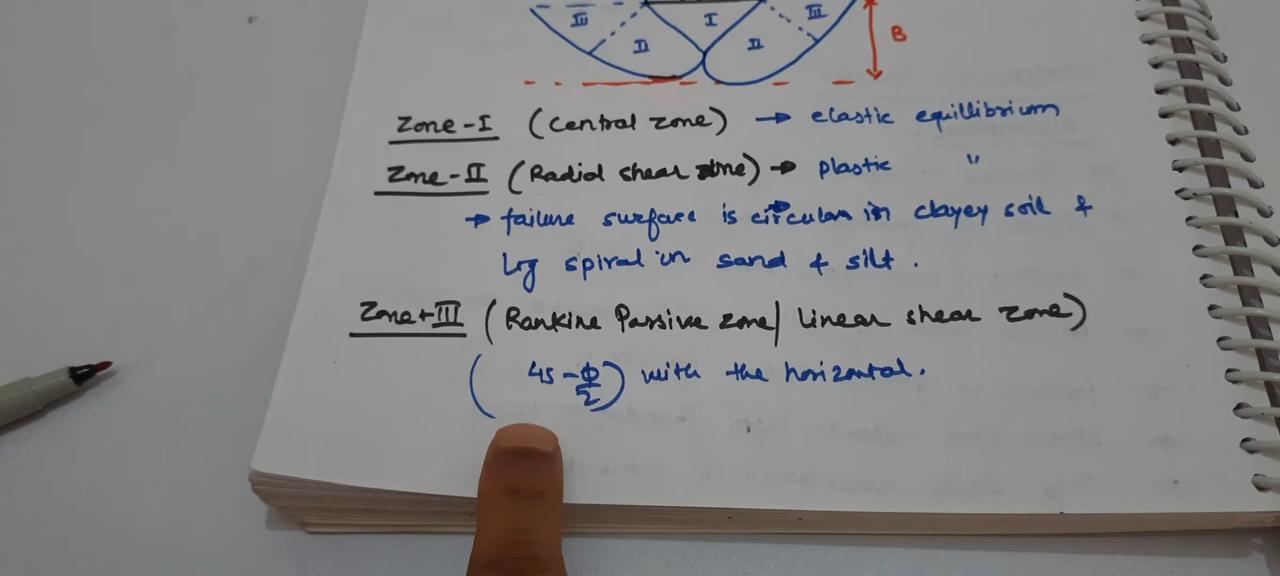 III I III
II II B
Zone-I (Central zone) → elastic equillibrium
Zone-II (Radial shear zone) → plastic "
→ failure surface is circular in clayey soil &
log spiral in sand & silt.
Zone-III (Rankine Passive zone/ Linear shear zone)
(45 - Φ/2) with the horizontal.